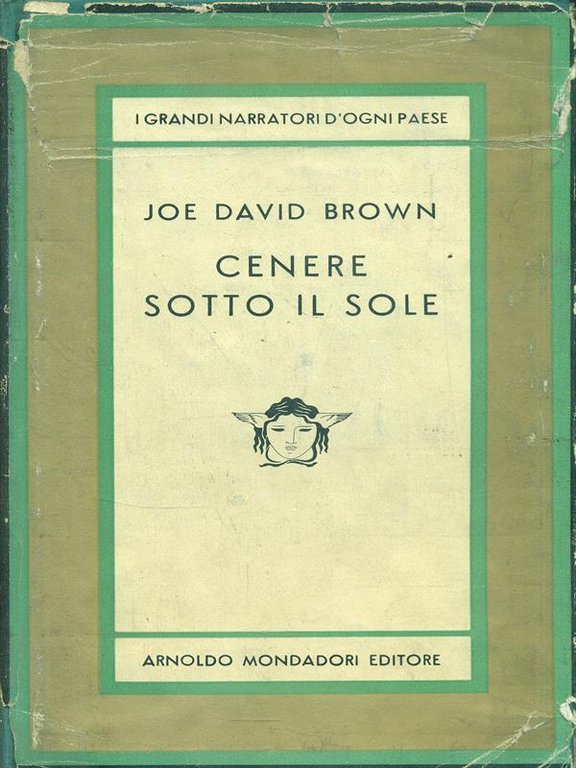 I GRANDI NARRATORI D'OGNI PAESE
JOE DAVID BROWN
CENERE
SOTTO IL SOLE
ARNOLDO MONDADORI EDITORE